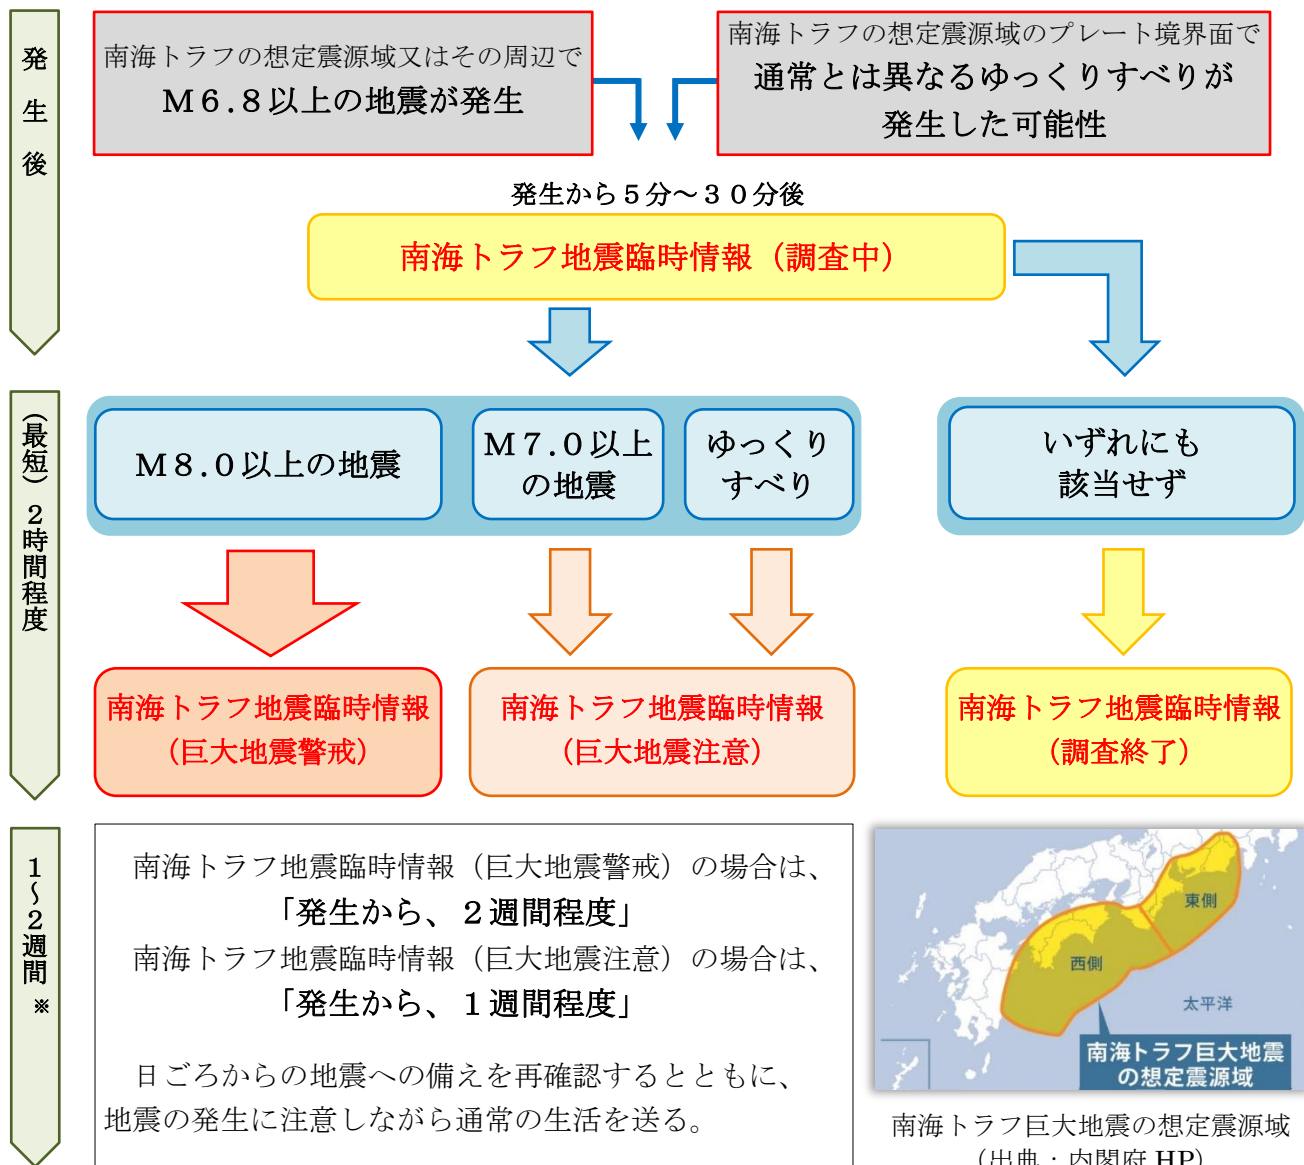 発生後
南海トラフの想定震源域又はその周辺で
M６.８以上の地震が発生
南海トラフの想定震源域のプレート境界面で
通常とは異なるゆっくりすべりが
発生した可能性
発生から５分～３０分後
南海トラフ地震臨時情報（調査中）
（最短）２時間程度
M８.０以上の地震
M７.０以上
の地震
ゆっくり
すべり
いずれにも
該当せず
南海トラフ地震臨時情報
（巨大地震警戒）
南海トラフ地震臨時情報
（巨大地震注意）
南海トラフ地震臨時情報
（調査終了）
１～２週間※
南海トラフ地震臨時情報（巨大地震警戒）の場合は、
「発生から、２週間程度」
南海トラフ地震臨時情報（巨大地震注意）の場合は、
「発生から、１週間程度」
日ごろからの地震への備えを再確認するとともに、
地震の発生に注意しながら通常の生活を送る。
東側
西側
太平洋
南海トラフ巨大地震
の想定震源域
南海トラフ巨大地震の想定震源域
（出典：内閣府 HP）